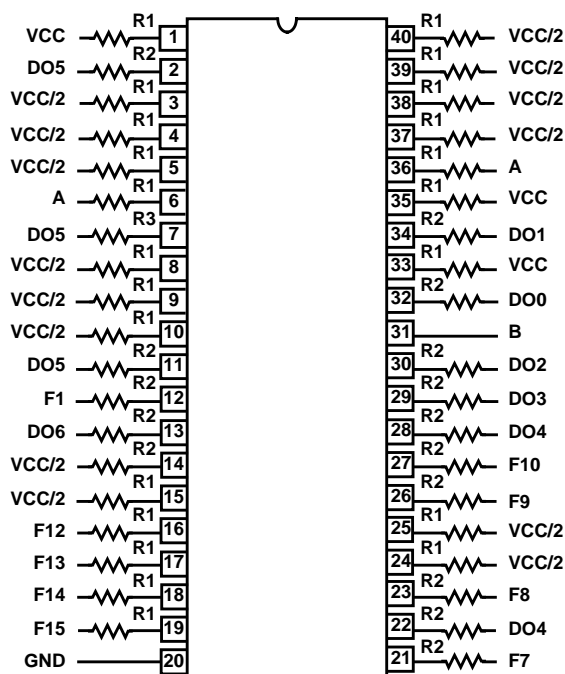 VCC R1 1 40 R1 VCC/2
DO5 R2 2 39 R1 VCC/2
VCC/2 R1 3 38 R1 VCC/2
VCC/2 R1 4 37 R1 VCC/2
VCC/2 R1 5 36 R1 A
A R1 6 35 R1 VCC
DO5 R3 7 34 R2 DO1
VCC/2 R1 8 33 R1 VCC
VCC/2 R1 9 32 R2 DO0
VCC/2 R1 10 31 B
DO5 R2 11 30 R2 DO2
F1 R2 12 29 R2 DO3
DO6 R2 13 28 R2 DO4
VCC/2 R2 14 27 R2 F10
VCC/2 R1 15 26 R2 F9
F12 R1 16 25 R1 VCC/2
F13 R1 17 24 R1 VCC/2
F14 R1 18 23 R2 F8
F15 R1 19 22 R2 DO4
GND 20 21 R2 F7